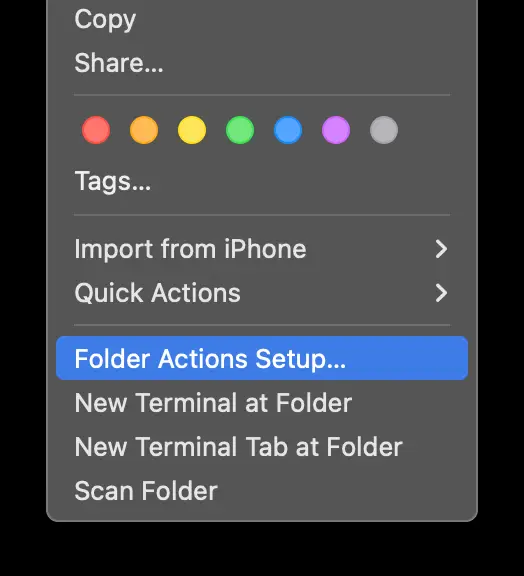 Copy
Share...
Tags...
Import from iPhone
Quick Actions
Folder Actions Setup...
New Terminal at Folder
New Terminal Tab at Folder
Scan Folder